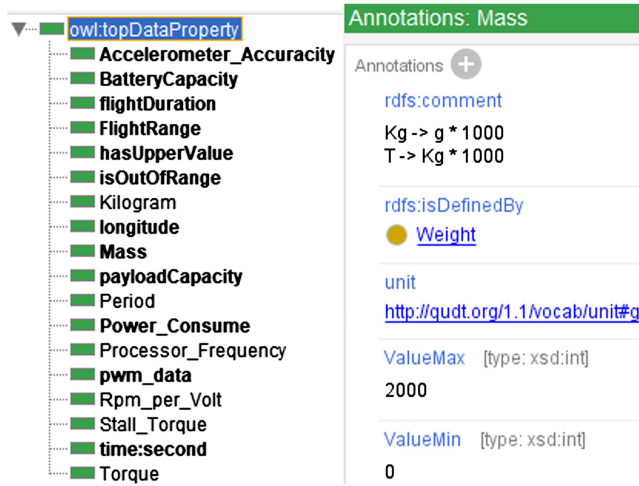 owl:topDataProperty
Accelerometer_Accuracity
BatteryCapacity
flightDuration
FlightRange
hasUpperValue
isOutOfRange
Kilogram
longitude
Mass
payloadCapacity
Period
Power_Consume
Processor_Frequency
pwm_data
Rpm_per_Volt
Stall_Torque
time:second
Torque
Annotations: Mass
Annotations
rdfs:comment
Kg -> g * 1000
T -> Kg * 1000
rdfs:isDefinedBy
Weight
unit
http://qudt.org/1.1/vocab/unit#g
ValueMax [type: xsd:int]
2000
ValueMin [type: xsd:int]
0